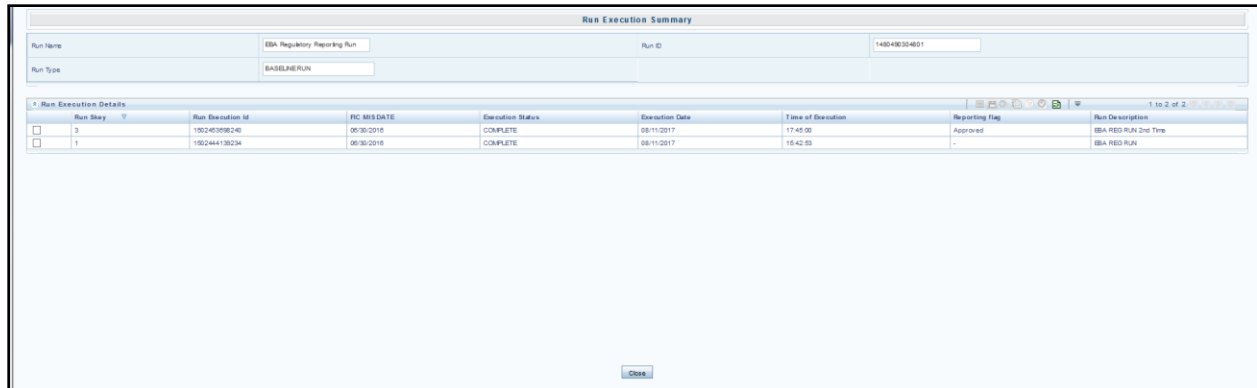 Run Execution Summary
Run Name EBA Regulatory Reporting Run Run ID 1480490304601
Run Type BASELINE RUN
Run Execution Details 1 to 2 of 2
Run Skey Run Execution Id FIC MIS DATE Execution Status Execution Date Time of Execution Reporting flag Run Description
3 1502453698240 06/30/2016 COMPLETE 08/11/2017 17:45:00 Approved EBA REG RUN 2nd Time
1 1502444139234 06/30/2016 COMPLETE 08/11/2017 15:42:53 - EBA REG RUN
Close